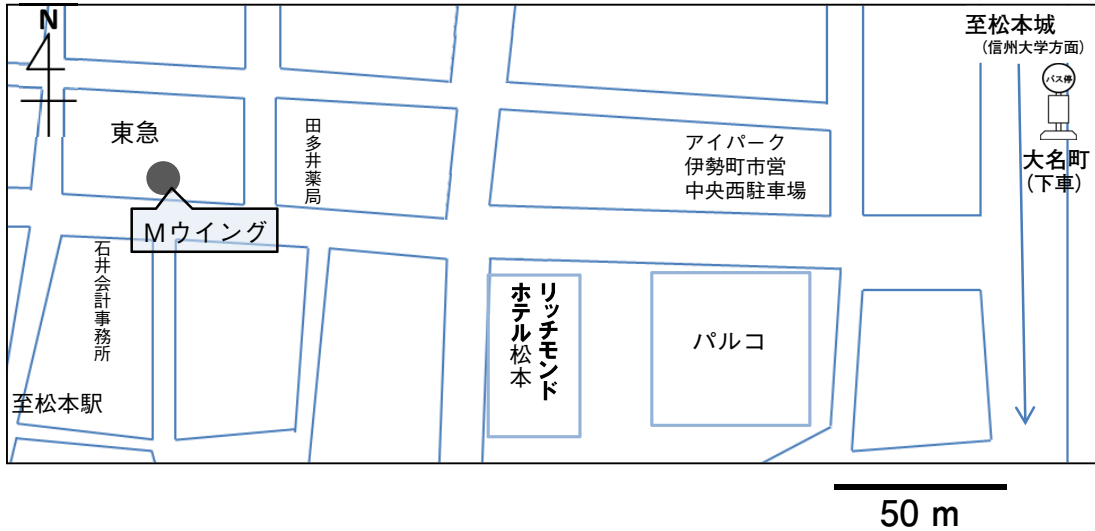 N
至松本城
(信州大学方面)
バス停
大名町
(下車)
東急
田多井薬局
アイパーク
伊勢町市営
中央西駐車場
Mウイング
石井会計事務所
リッチモンド
ホテル松本
パルコ
至松本駅
50 m